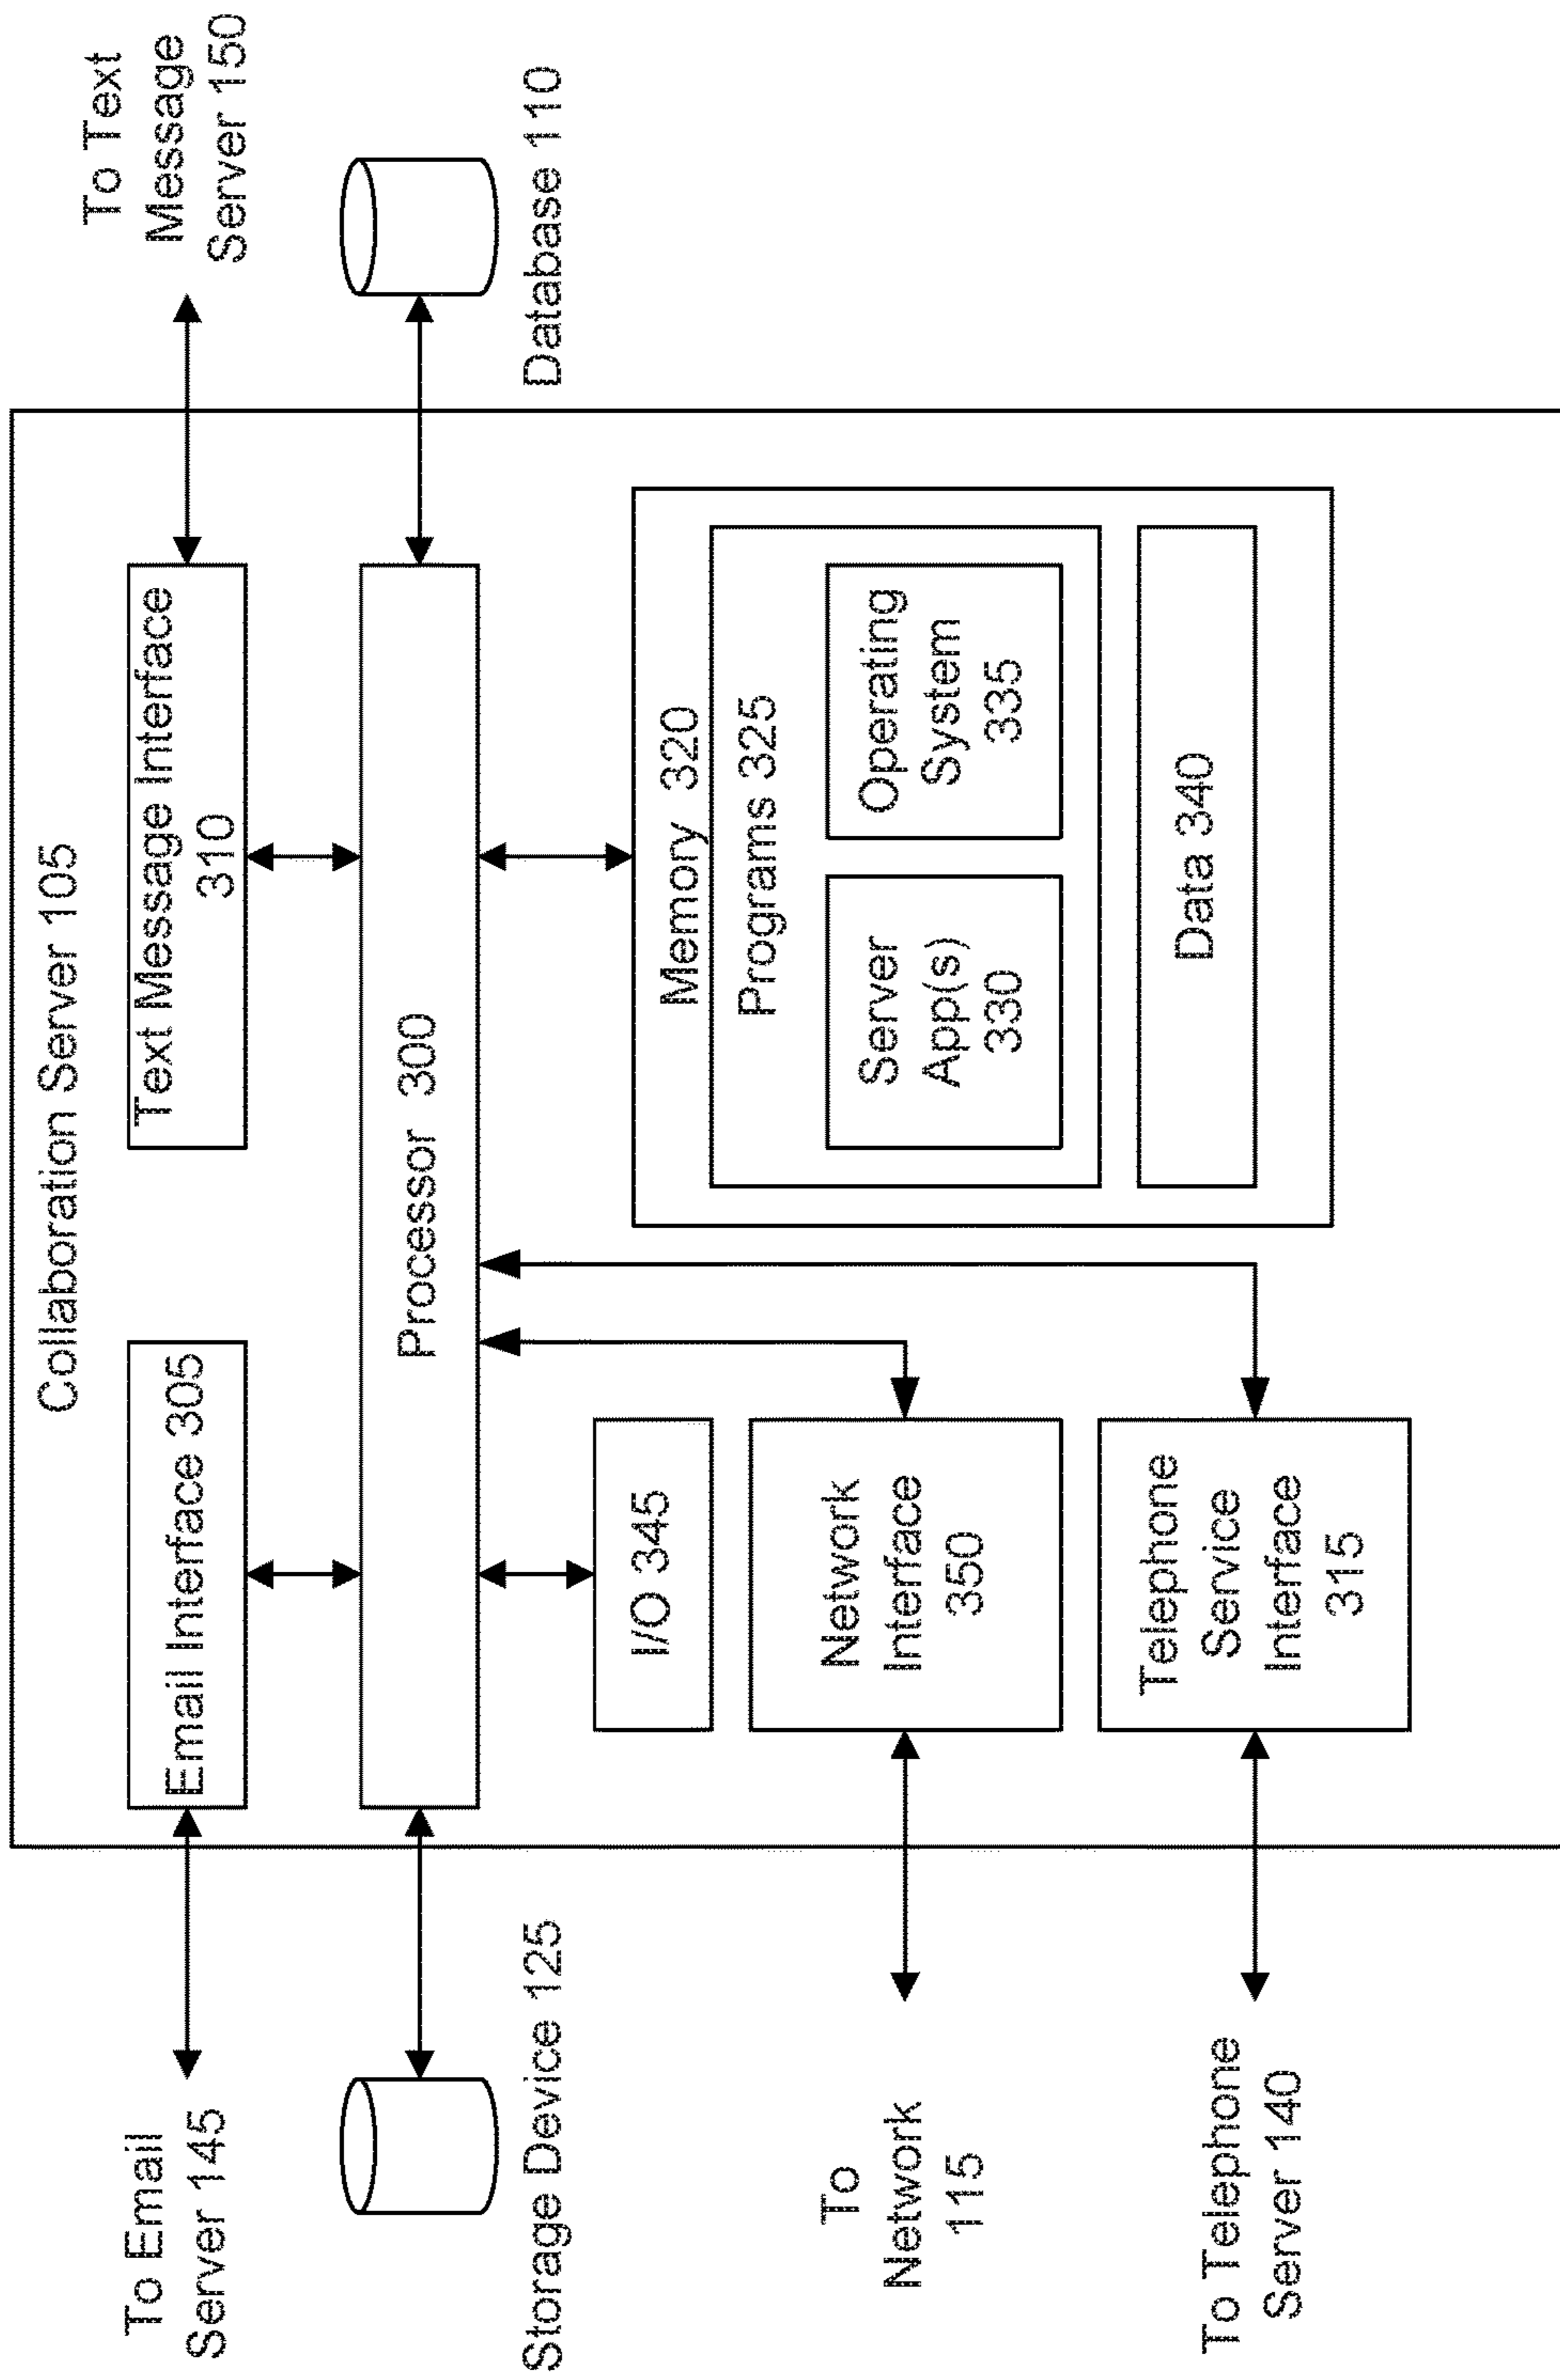 Collaboration Server 105
To Email
Server 145
Email Interface 305
Text Message Interface
310
To Text
Message
Server 150
Storage Device 125
Processor 300
Database 110
I/O 345
Memory 320
Programs 325
Server
App(s)
330
Operating
System
335
Data 340
To
Network
115
Network
Interface
350
To Telephone
Server 140
Telephone
Service
Interface
315